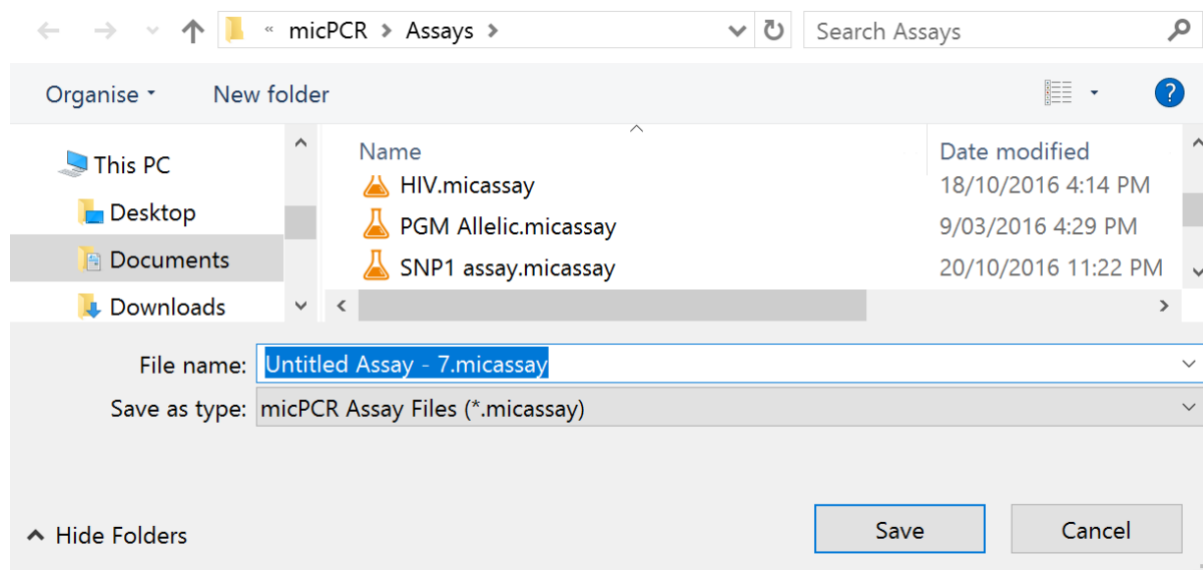 « micPCR > Assays > Search Assays
Organise New folder ?
Name Date modified
This PC
HIV.micassay 18/10/2016 4:14 PM
Desktop
PGM Allelic.micassay 9/03/2016 4:29 PM
Documents
SNP1 assay.micassay 20/10/2016 11:22 PM
Downloads
File name: Untitled Assay - 7.micassay
Save as type: micPCR Assay Files (*.micassay)
Hide Folders Save Cancel